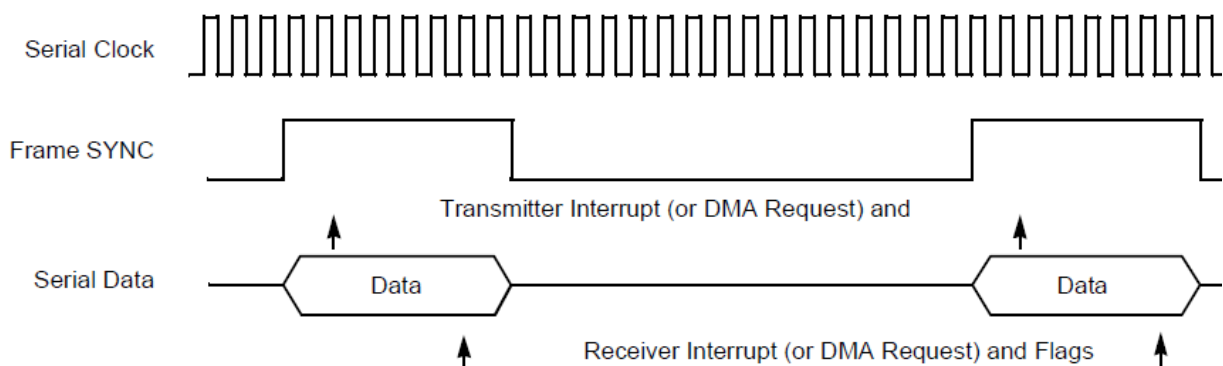 Serial Clock
Frame SYNC
Transmitter Interrupt (or DMA Request) and
Serial Data
Data
Data
Receiver Interrupt (or DMA Request) and Flags